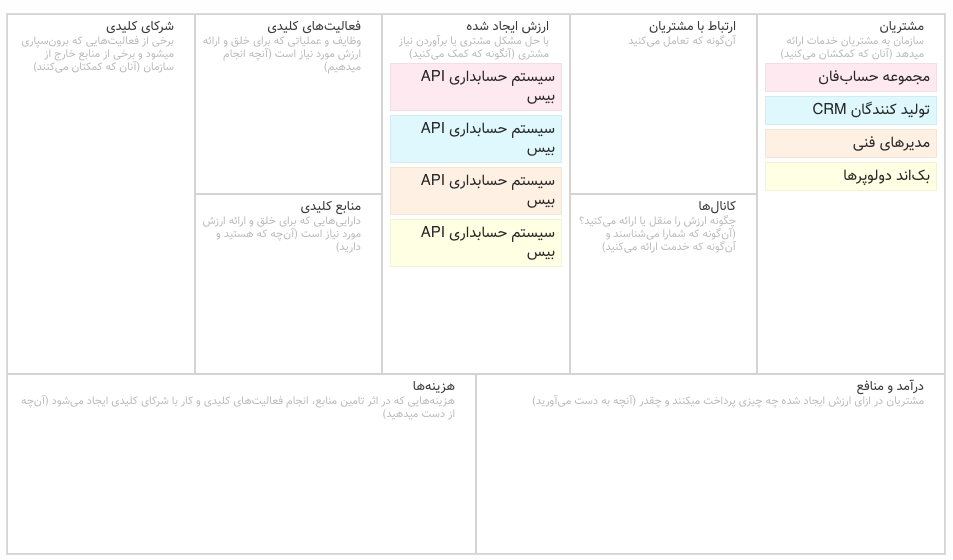 مشتریان
سازمان به مشتریان خدمات ارائه
میدهد (آنان که کمکشان می‌کنید)
مجموعه حساب‌فان
تولید کنندگان CRM
مدیرهای فنی
بک‌اند دولوپرها
ارتباط با مشتریان
آن‌گونه که تعامل می‌کنید
کانال‌ها
چگونه ارزش را منقل یا ارائه می‌کنید؟
(آن‌گونه که شمارا می‌شناسند و
آن‌گونه که خدمت ارائه می‌کنید)
ارزش ایجاد شده
با حل مشکل مشتری یا برآوردن نیاز
مشتری (آنگونه که کمک می‌کنید)
سیستم حسابداری API
بیس
سیستم حسابداری API
بیس
سیستم حسابداری API
بیس
سیستم حسابداری API
بیس
فعالیت‌های کلیدی
وظایف و عملیاتی که برای خلق و ارائه
ارزش مورد نیاز است (آنچه انجام
میدهیم)
منابع کلیدی
دارایی‌هایی که برای خلق و ارائه ارزش
مورد نیاز است (آن‌چه که هستید و
دارید)
شرکای کلیدی
برخی از فعالیت‌هایی که برون‌سپاری
میشود و برخی از منابع خارج از
سازمان (آنان که کمکتان می‌کنند)
درآمد و منافع
مشتریان در ازای ارزش ایجاد شده چه چیزی پرداخت میکنند و چقدر (آنچه به دست می‌آورید)
هزینه‌ها
هزینه‌هایی که در اثر تامین منابع، انجام فعالیت‌های کلیدی و کار با شرکای کلیدی ایجاد می‌شود (آن‌چه
از دست میدهید)